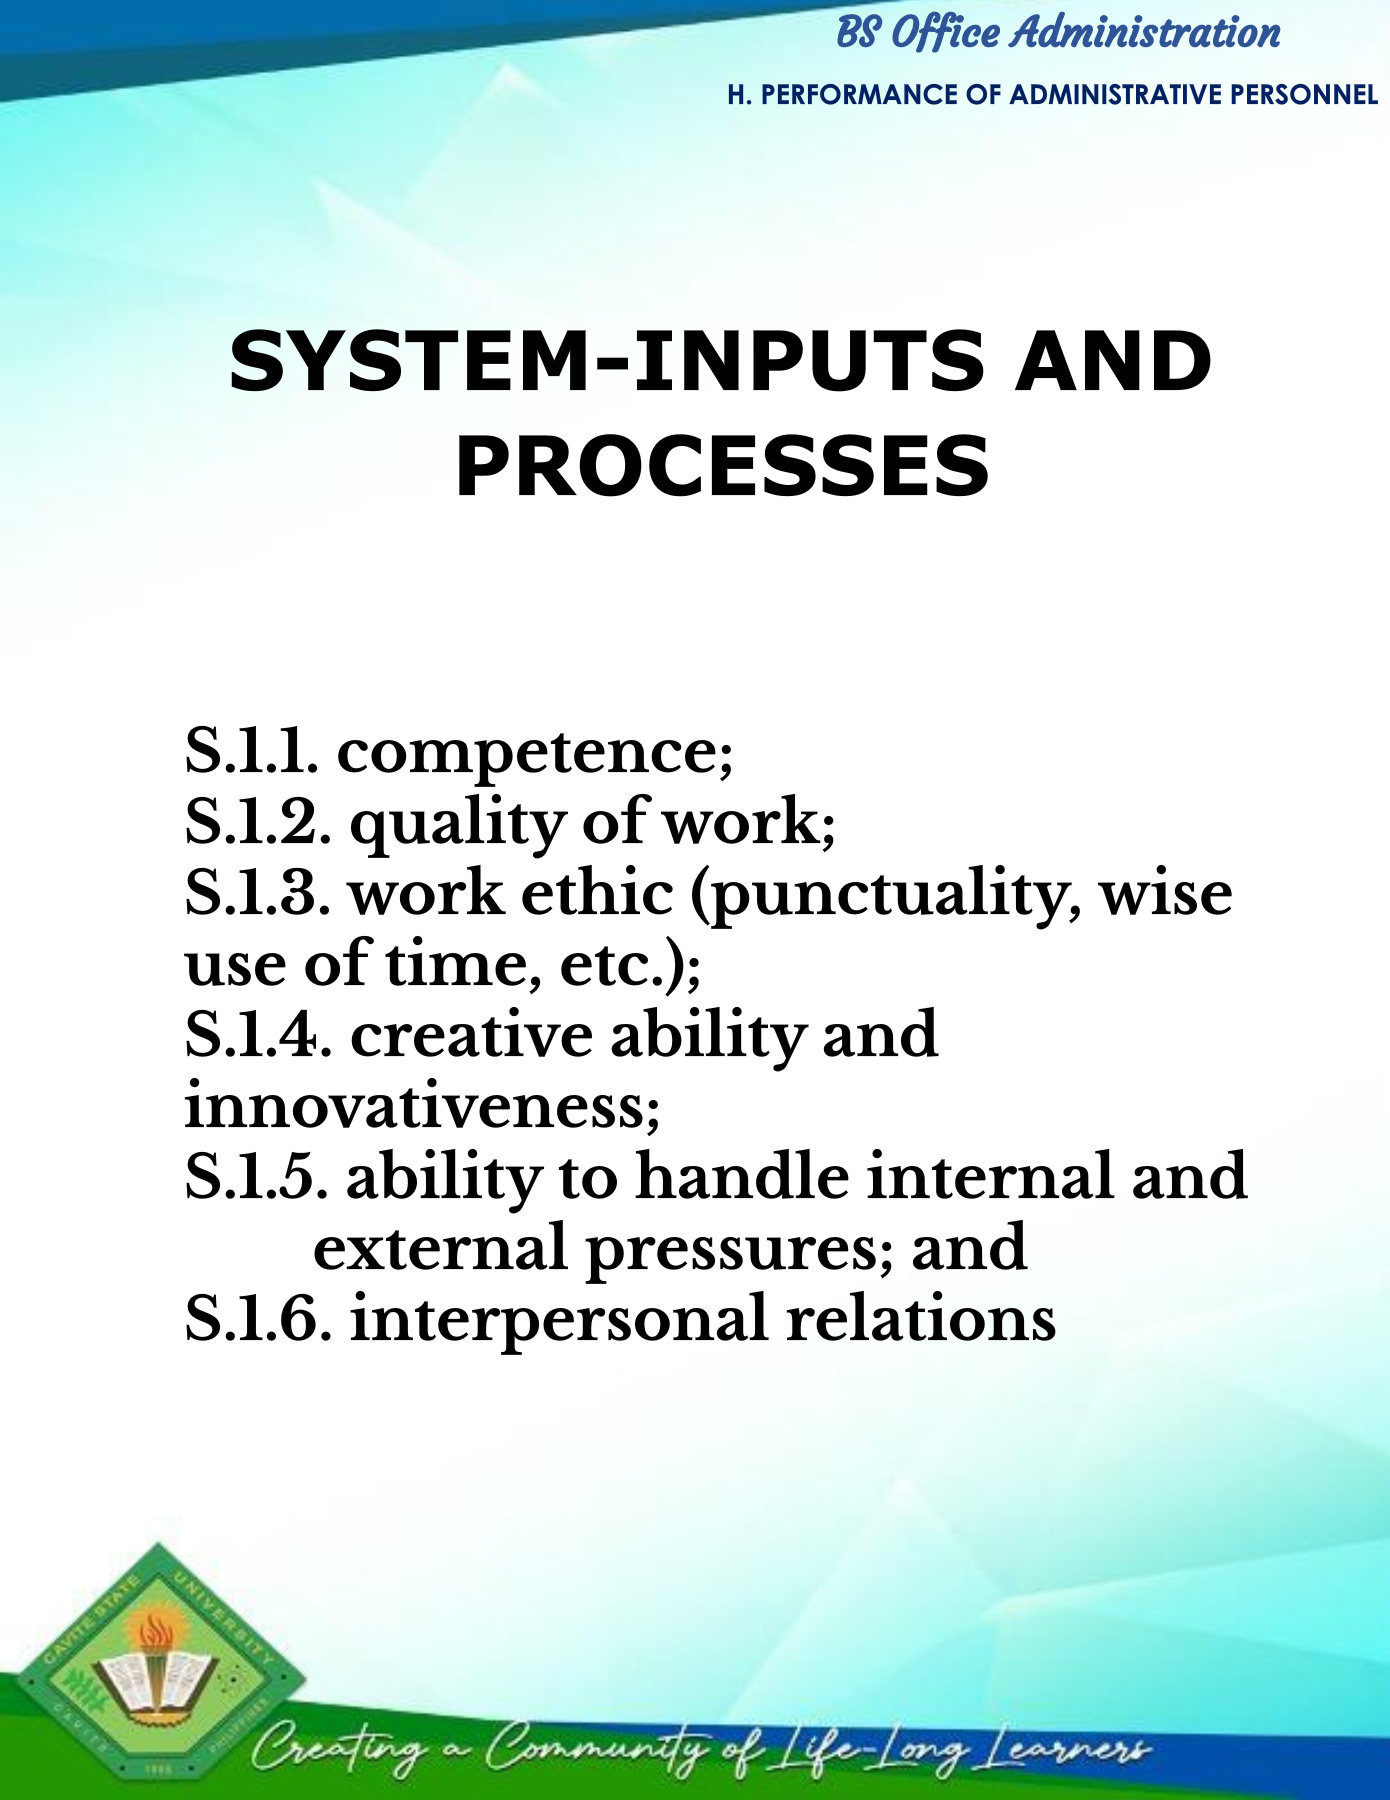 BS Office Administration
H. PERFORMANCE OF ADMINISTRATIVE PERSONNEL
SYSTEM-INPUTS AND
PROCESSES
S.1.1. competence;
S.1.2. quality of work;
S.1.3. work ethic (punctuality, wise
use of time, etc.);
S.1.4. creative ability and
innovativeness;
S.1.5. ability to handle internal and
external pressures; and
S.1.6. interpersonal relations
CAVITE STATE UNIVERSITY
CAVITE
PHILIPPINES
Creating a Community of Life-Long Learners